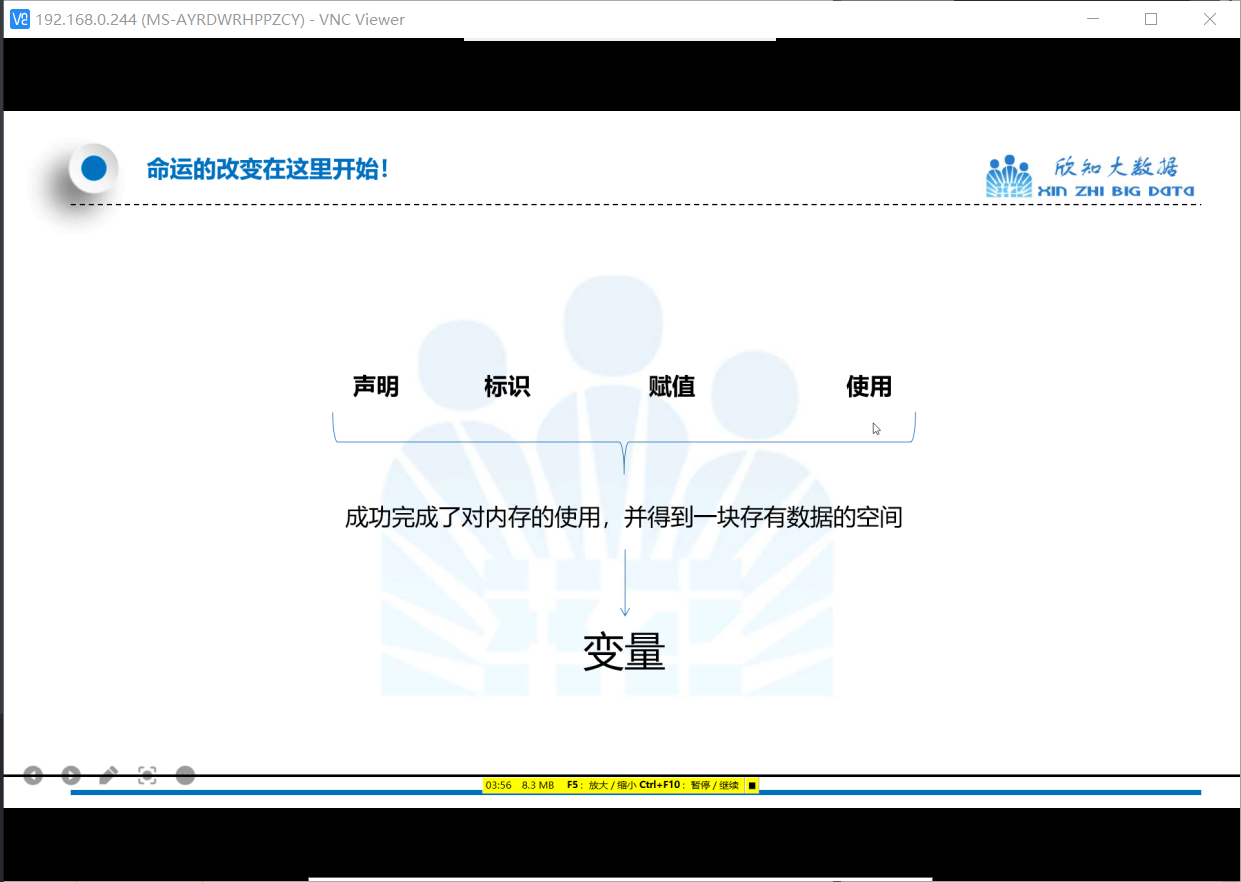 192.168.0.244 (MS-AYRDWRHPPZCY) - VNC Viewer
命运的改变在这里开始！
欣知大数据
XIN ZHI BIG DATA
声明 标识 赋值 使用
成功完成了对内存的使用，并得到一块存有数据的空间
变量
03:56 8.3 MB F5：放大 / 缩小 Ctrl+F10：暂停 / 继续